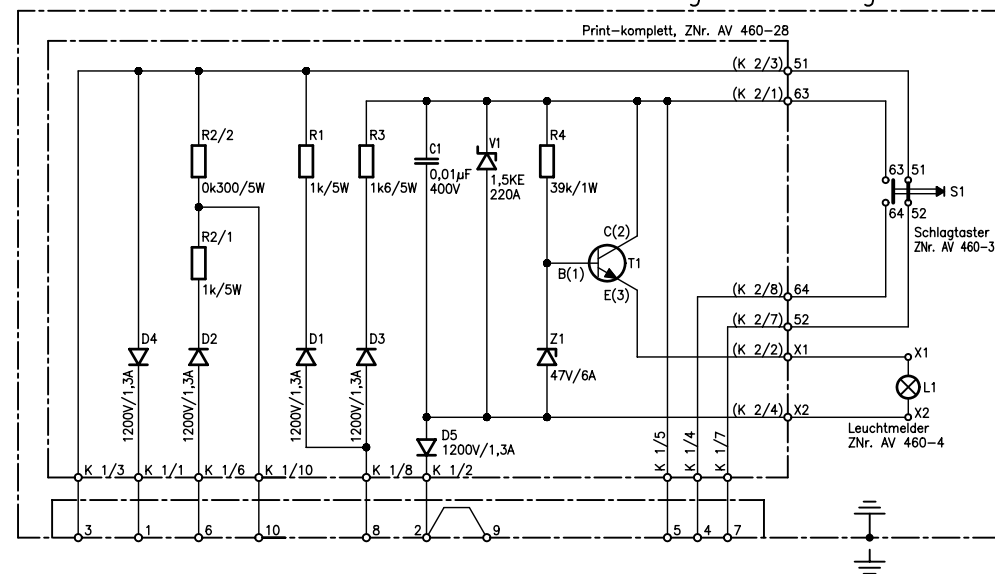 Print-komplett, ZNr. AV 460-28
(K 2/3) 51
(K 2/1) 63
R2/2
0k300/5W
R1
1k/5W
R3
1k6/5W
C1
0,01µF
400V
V1
1,5KE
220A
R4
39k/1W
63 51
S1
64 52
Schlagtaster
ZNr. AV 460-3
R2/1
1k/5W
C(2)
B(1)
T1
E(3)
(K 2/8) 64
(K 2/7) 52
D4
1200V/1,3A
D2
1200V/1,3A
D1
1200V/1,3A
D3
1200V/1,3A
Z1
47V/6A
(K 2/2) X1
X1
L1
(K 2/4) X2
X2
Leuchtmelder
ZNr. AV 460-4
D5
1200V/1,3A
K 1/5
K 1/4
K 1/7
K 1/3 K 1/1 K 1/6 K 1/10 K 1/8 K 1/2
3 1 6 10 8 2 9 5 4 7